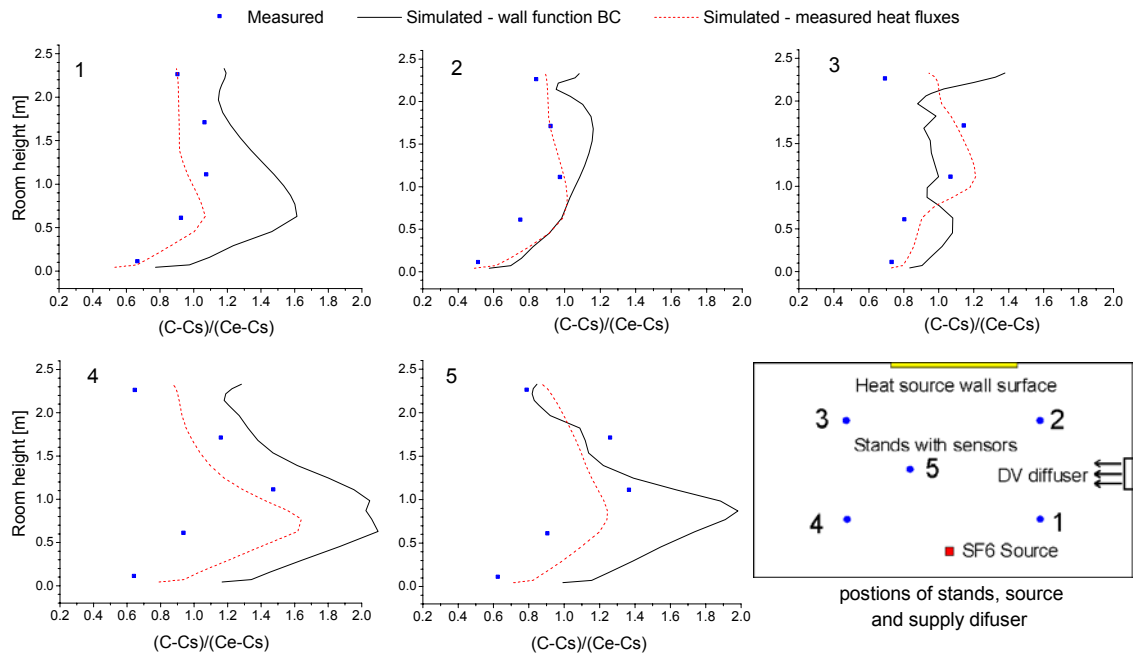 Measured Simulated - wall function BC Simulated - measured heat fluxes
1
2
3
Room height [m]
2.5
2.0
1.5
1.0
0.5
0.0
0.2 0.4 0.6 0.8 1.0 1.2 1.4 1.6 1.8 2.0
(C-Cs)/(Ce-Cs)
2.5
2.0
1.5
1.0
0.5
0.0
0.2 0.4 0.6 0.8 1.0 1.2 1.4 1.6 1.8 2.0
(C-Cs)/(Ce-Cs)
2.5
2.0
1.5
1.0
0.5
0.0
0.2 0.4 0.6 0.8 1.0 1.2 1.4 1.6 1.8 2.0
(C-Cs)/(Ce-Cs)
4
Room height [m]
2.5
2.0
1.5
1.0
0.5
0.0
0.2 0.4 0.6 0.8 1.0 1.2 1.4 1.6 1.8 2.0
(C-Cs)/(Ce-Cs)
5
2.5
2.0
1.5
1.0
0.5
0.0
0.2 0.4 0.6 0.8 1.0 1.2 1.4 1.6 1.8 2.0
(C-Cs)/(Ce-Cs)
Heat source wall surface
3 2
Stands with sensors
5 DV diffuser
4 1
SF6 Source
postions of stands, source
and supply difuser